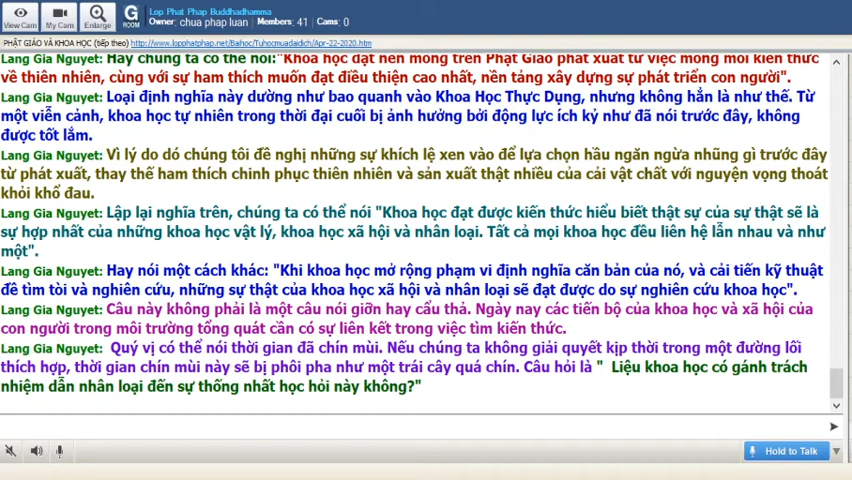 Lop Phat Phap Buddhadhamma
Owner: chua phap luan Members: 41 Cams: 0
View Cam
My Cam
Enlarge
G
ROOM
PHẬT GIÁO VÀ KHOA HỌC (tiếp theo) http://www.lopphatphap.net/Baihoc/Tuhocmuadaidich/Apr-22-2020.htm
Lang Gia Nguyet: Hay chúng ta có thể nói:"Khoa học đặt nền móng trên Phật Giáo phát xuất từ việc mong mỏi kiến thức
về thiên nhiên, cùng với sự ham thích muốn đạt điều thiện cao nhất, nền tảng xây dựng sự phát triển con người".
Lang Gia Nguyet: Loại định nghĩa này dường như bao quanh vào Khoa Học Thực Dụng, nhưng không hẳn là như thế. Từ
một viễn cảnh, khoa học tự nhiên trong thời đại cuối bị ảnh hưởng bởi động lực ích kỷ như đã nói trước đây, không
được tốt lắm.
Lang Gia Nguyet: Vì lý do dó chúng tôi đề nghị những sự khích lệ xen vào để lựa chọn hầu ngăn ngừa những gì trước đây
từ phát xuất, thay thế ham thích chinh phục thiên nhiên và sản xuất thật nhiều của cải vật chất với nguyện vọng thoát
khỏi khổ đau.
Lang Gia Nguyet: Lập lại nghĩa trên, chúng ta có thể nói "Khoa học đạt được kiến thức hiểu biết thật sự của sự thật sẽ là
sự hợp nhất của những khoa học vật lý, khoa học xã hội và nhân loại. Tất cả mọi khoa học đều liên hệ lẫn nhau và như
một".
Lang Gia Nguyet: Hay nói một cách khác: "Khi khoa học mở rộng phạm vi định nghĩa căn bản của nó, và cải tiến kỹ thuật
để tìm tòi và nghiên cứu, những sự thật của khoa học xã hội và nhân loại sẽ đạt được do sự nghiên cứu khoa học".
Lang Gia Nguyet: Câu này không phải là một câu nói giỡn hay cẩu thả. Ngày nay các tiến bộ của khoa học và xã hội của
con người trong môi trường tổng quát cần có sự liên kết trong việc tìm kiến thức.
Lang Gia Nguyet: Quý vị có thể nói thời gian đã chín mùi. Nếu chúng ta không giải quyết kịp thời trong một đường lối
thích hợp, thời gian chín mùi này sẽ bị phôi pha như một trái cây quá chín. Câu hỏi là " Liệu khoa học có gánh trách
nhiệm dẫn nhân loại đến sự thống nhất học hỏi này không?"
Hold to Talk